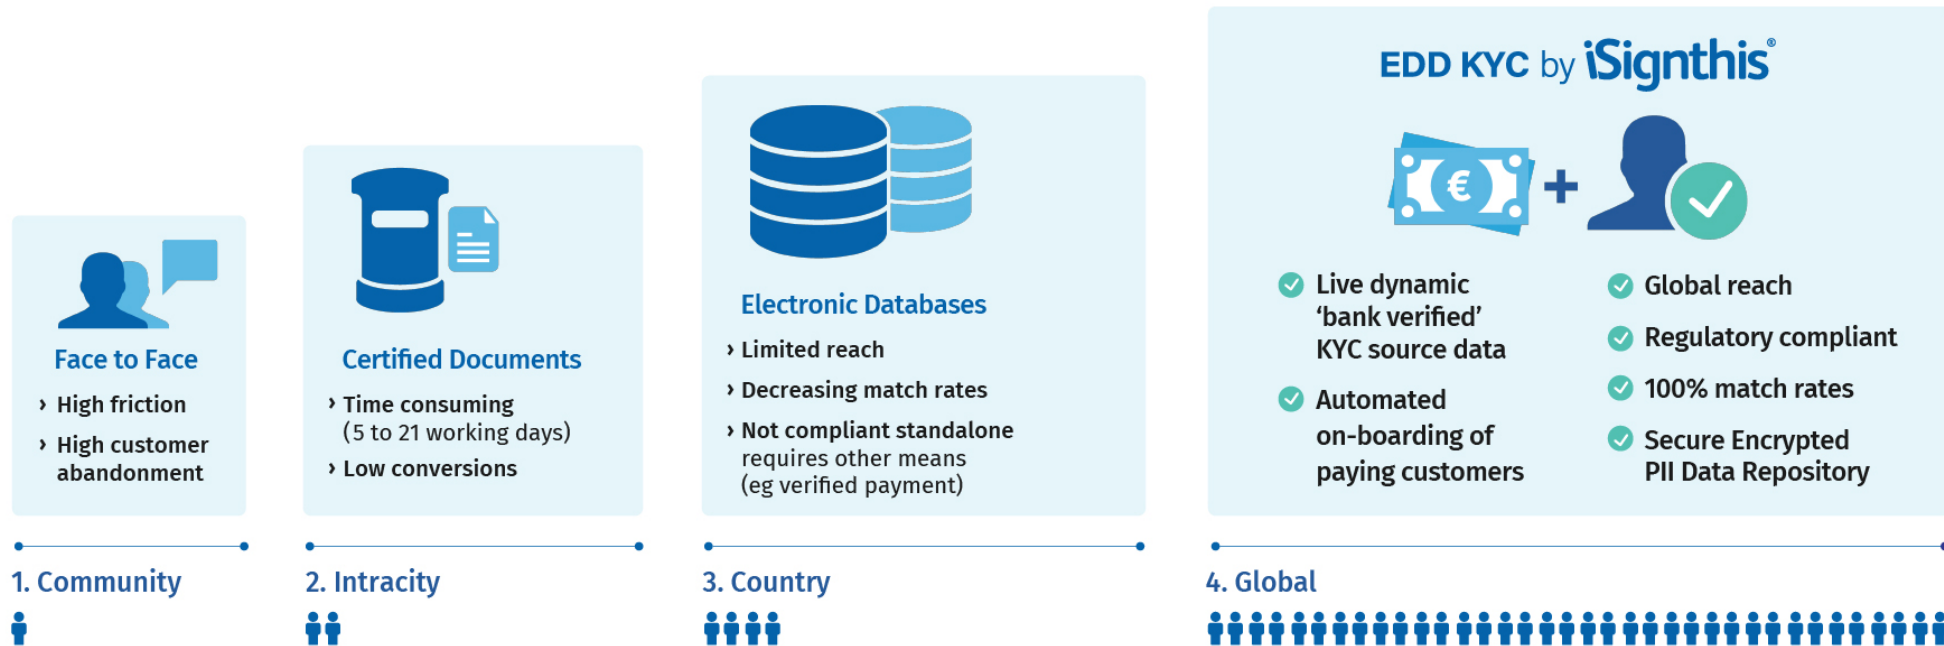 Face to Face
› High friction
› High customer
abandonment
1. Community
Certified Documents
› Time consuming
(5 to 21 working days)
› Low conversions
2. Intracity
Electronic Databases
› Limited reach
› Decreasing match rates
› Not compliant standalone
requires other means
(eg verified payment)
3. Country
EDD KYC by iSignthis®
€
Live dynamic
‘bank verified’
KYC source data
Automated
on-boarding of
paying customers
Global reach
Regulatory compliant
100% match rates
Secure Encrypted
PII Data Repository
4. Global